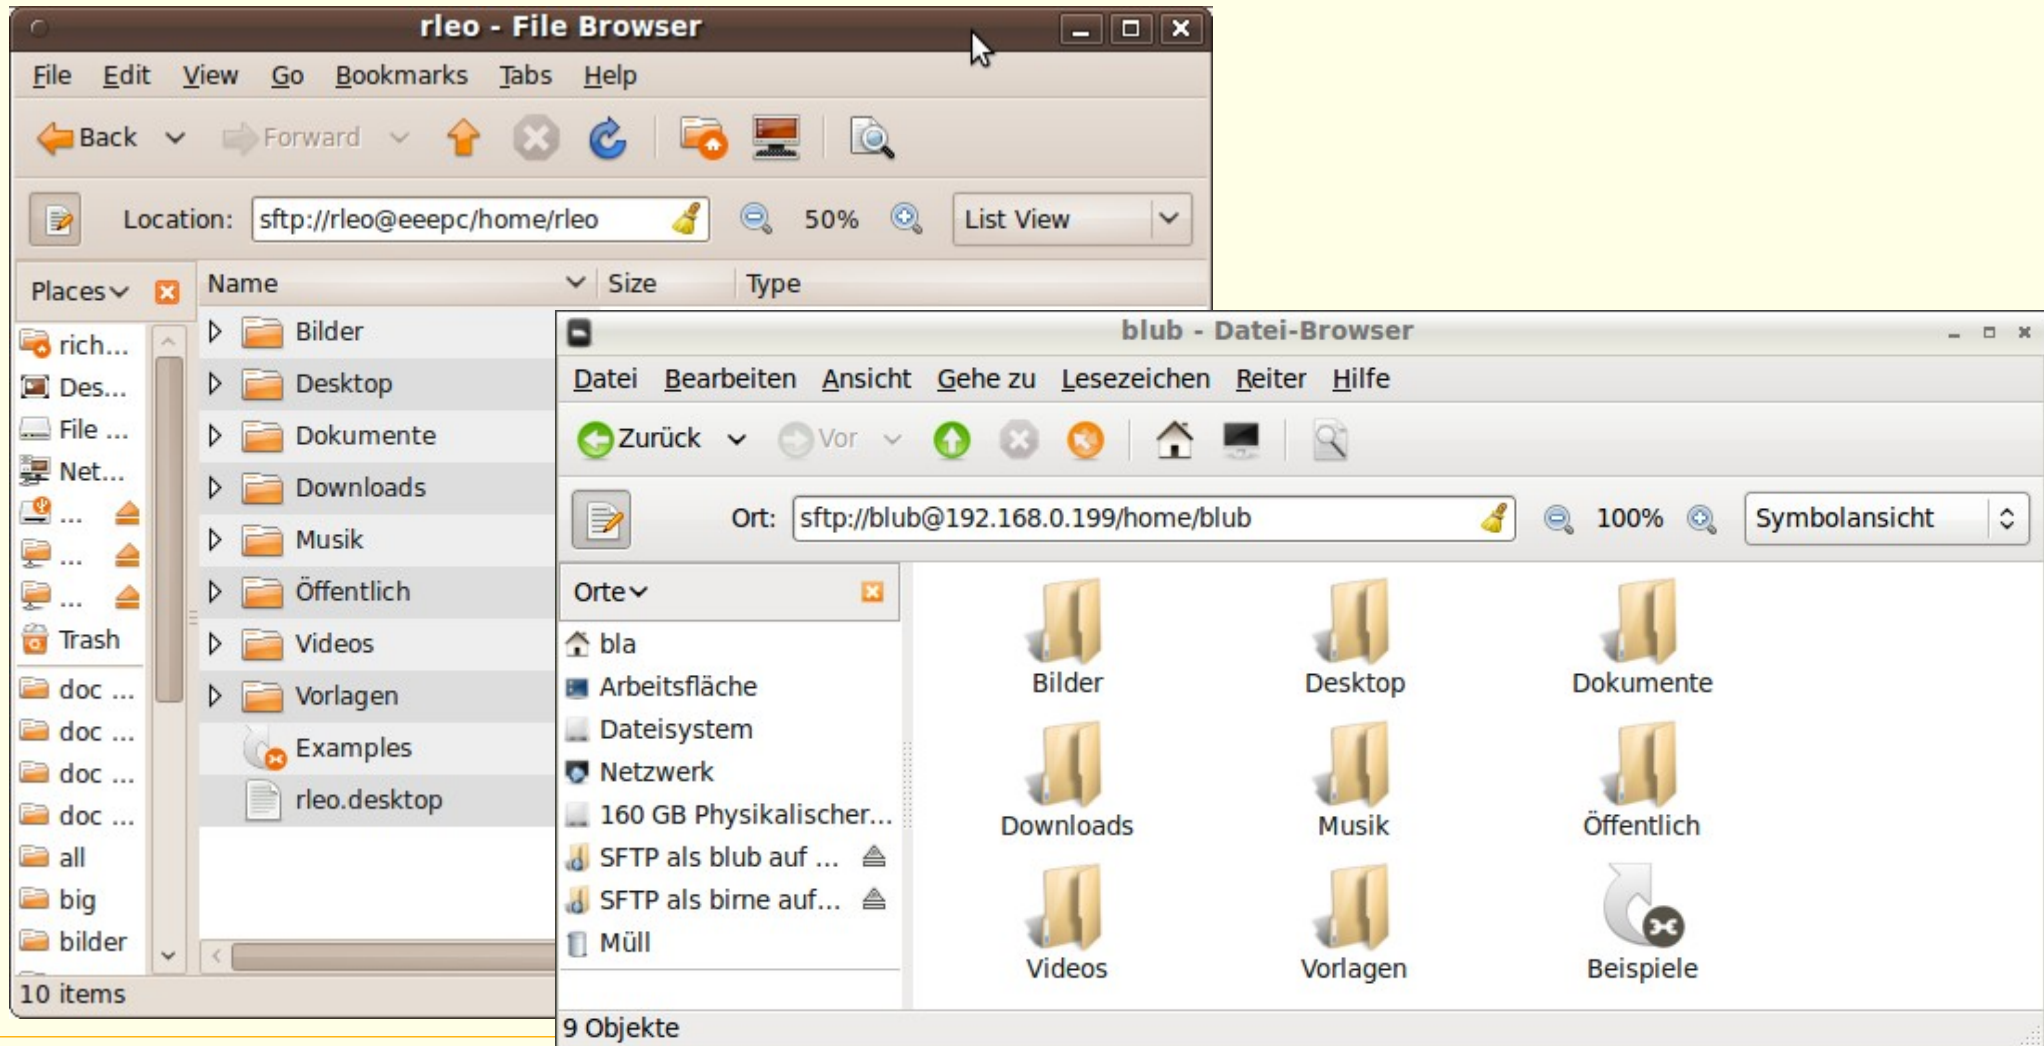 rleo - File Browser
File Edit View Go Bookmarks Tabs Help
Back Forward
Location: sftp://rleo@eeepc/home/rleo 50% List View
Places Name Size Type
rich...
Des...
File ...
Net...
...
...
...
Trash
doc ...
doc ...
doc ...
doc ...
all
big
bilder
Bilder
Desktop
Dokumente
Downloads
Musik
Öffentlich
Videos
Vorlagen
Examples
rleo.desktop
10 items
blub - Datei-Browser
Datei Bearbeiten Ansicht Gehe zu Lesezeichen Reiter Hilfe
Zurück Vor
Ort: sftp://blub@192.168.0.199/home/blub 100% Symbolansicht
Orte
bla
Arbeitsfläche
Dateisystem
Netzwerk
160 GB Physikalischer...
SFTP als blub auf ...
SFTP als birne auf...
Müll
Bilder Desktop Dokumente
Downloads Musik Öffentlich
Videos Vorlagen Beispiele
9 Objekte